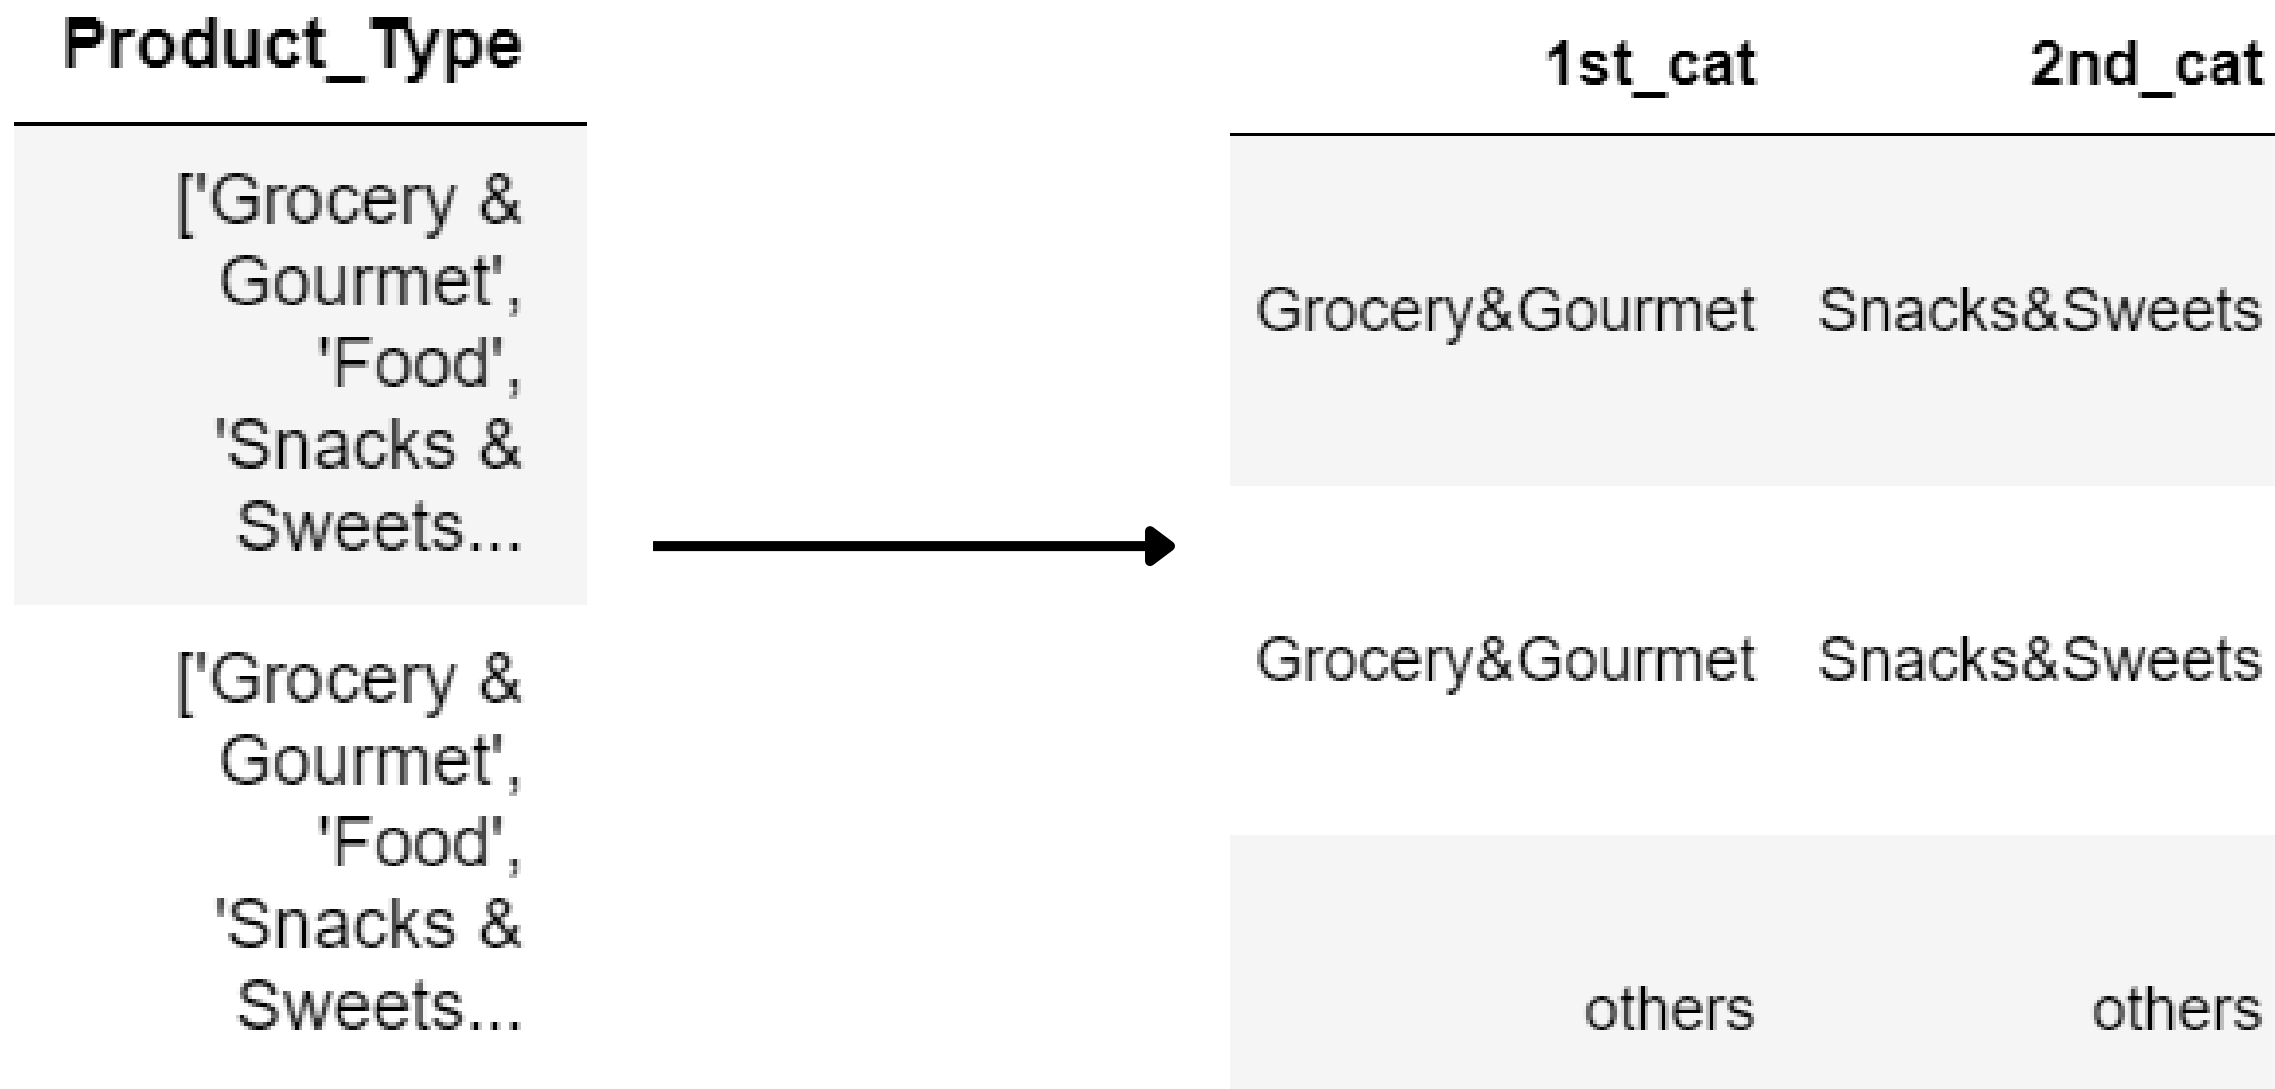 Product_Type
['Grocery &
Gourmet',
'Food',
'Snacks &
Sweets...
['Grocery &
Gourmet',
'Food',
'Snacks &
Sweets...
1st_cat 2nd_cat
Grocery&Gourmet Snacks&Sweets
Grocery&Gourmet Snacks&Sweets
others others